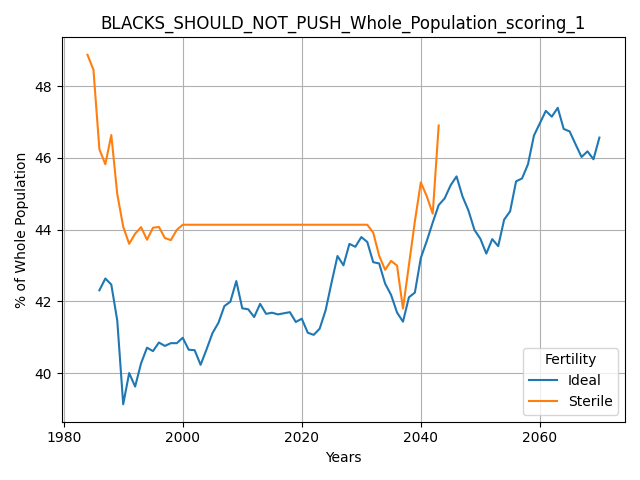 BLACKS_SHOULD_NOT_PUSH_Whole_Population_scoring_1
% of Whole Population
48
46
44
42
40
1980
2000
2020
2040
2060
Years
Fertility
Ideal
Sterile